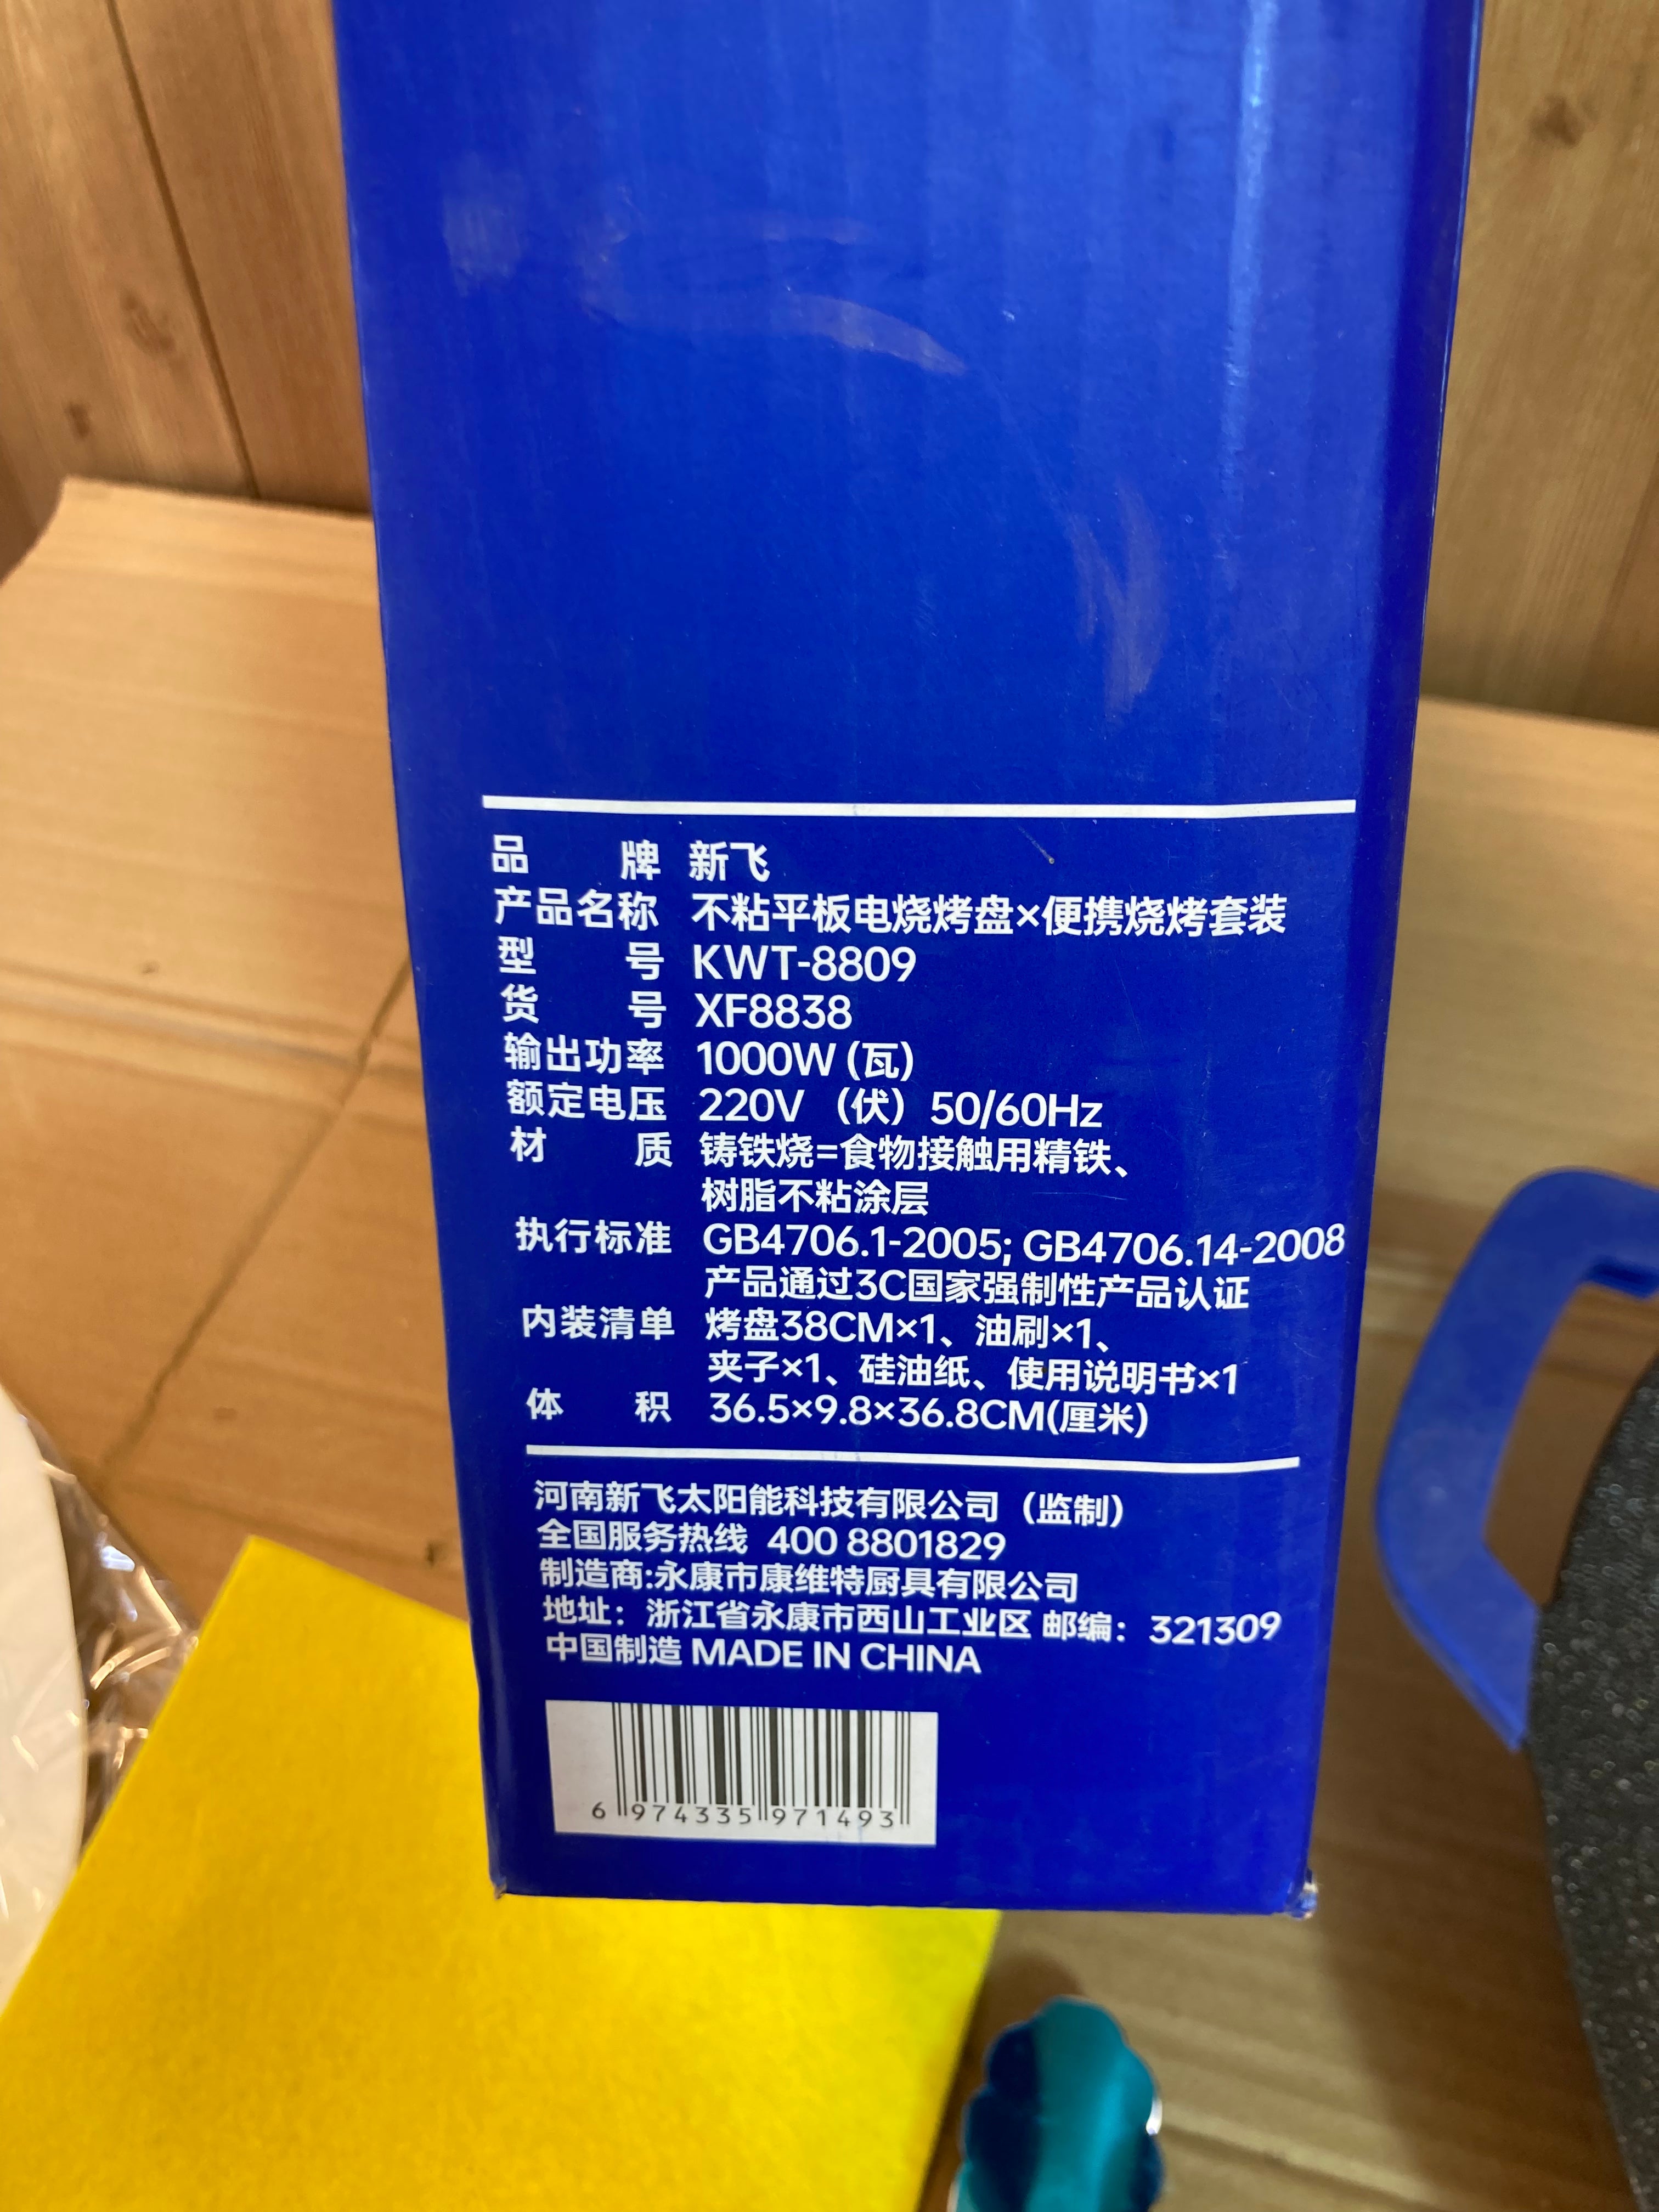 品牌 新飞
产品名称 不粘平板电烧烤盘×便携烧烤套装
型号 KWT-8809
货号 XF8838
输出功率 1000W (瓦)
额定电压 220V （伏）50/60Hz
材质 铸铁烧=食物接触用精铁、
树脂不粘涂层
执行标准 GB4706.1-2005; GB4706.14-2008
产品通过3C国家强制性产品认证
内装清单 烤盘38CM×1、油刷×1、
夹子×1、硅油纸、使用说明书×1
体积 36.5×9.8×36.8CM(厘米)
河南新飞太阳能科技有限公司（监制）
全国服务热线 400 8801829
制造商:永康市康维特厨具有限公司
地址：浙江省永康市西山工业区 邮编：321309
中国制造 MADE IN CHINA
6 974335 971493